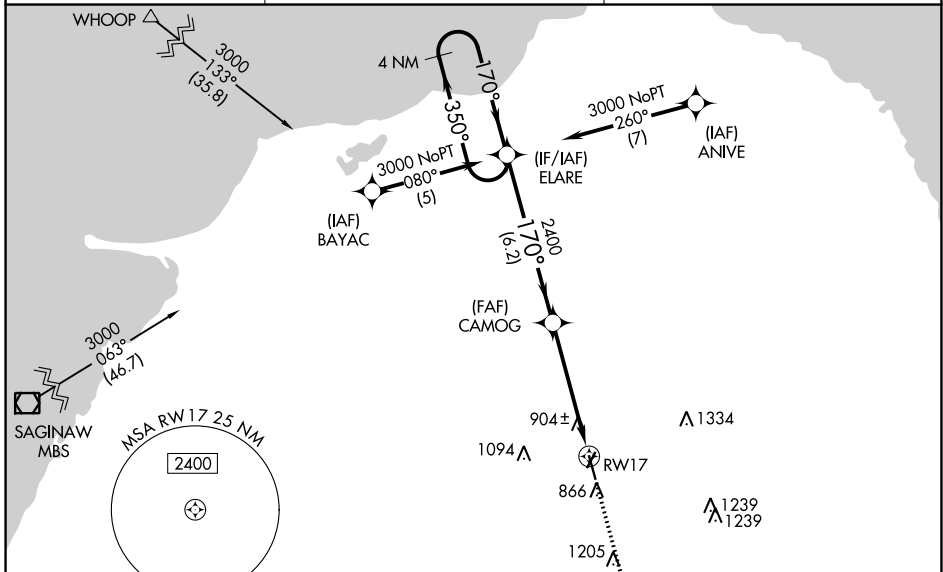 WHOOP
3000
133°
(35.8)
4 NM
170°
350°
3000 NoPT
260°
(7)
(IAF)
ANIVE
(IF/IAF)
ELARE
3000 NoPT
080°
(5)
(IAF)
BAYAC
2400
170°
(6.2)
(FAF)
CAMOG
3000
063°
(46.7)
SAGINAW
MBS
MSA RW17 25 NM
2400
904±
1334
1094
RW17
866
1239
1239
1205